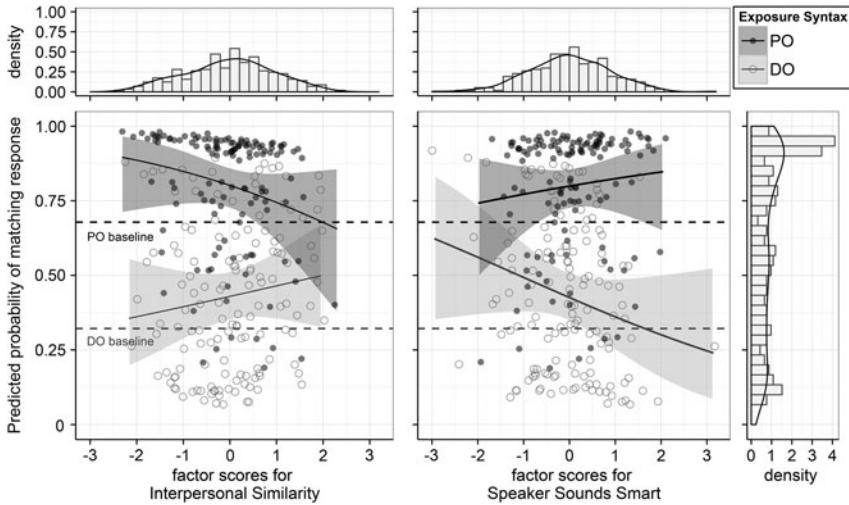 density
1.00
0.75
0.50
0.25
0.00
Exposure Syntax
PO
DO
Predicted probability of matching response
1.00
0.75
0.50
0.25
0
PO baseline
DO baseline
-3 -2 -1 0 1 2 3
factor scores for
Interpersonal Similarity
-3 -2 -1 0 1 2 3
factor scores for
Speaker Sounds Smart
0 1 2 3 4
density